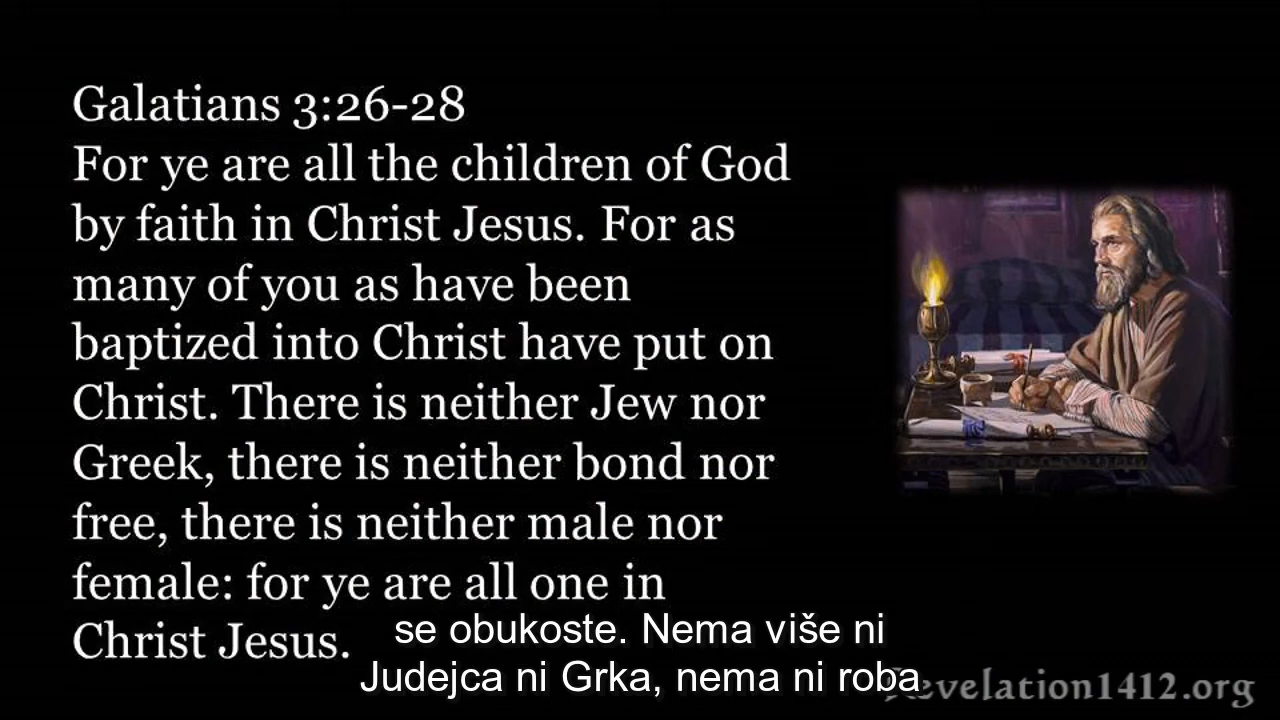 Galatians 3:26-28
For ye are all the children of God
by faith in Christ Jesus. For as
many of you as have been
baptized into Christ have put on
Christ. There is neither Jew nor
Greek, there is neither bond nor
free, there is neither male nor
female: for ye are all one in
Christ Jesus.
se obukoste. Nema više ni
Judejca ni Grka, nema ni roba
Revelation1412.org